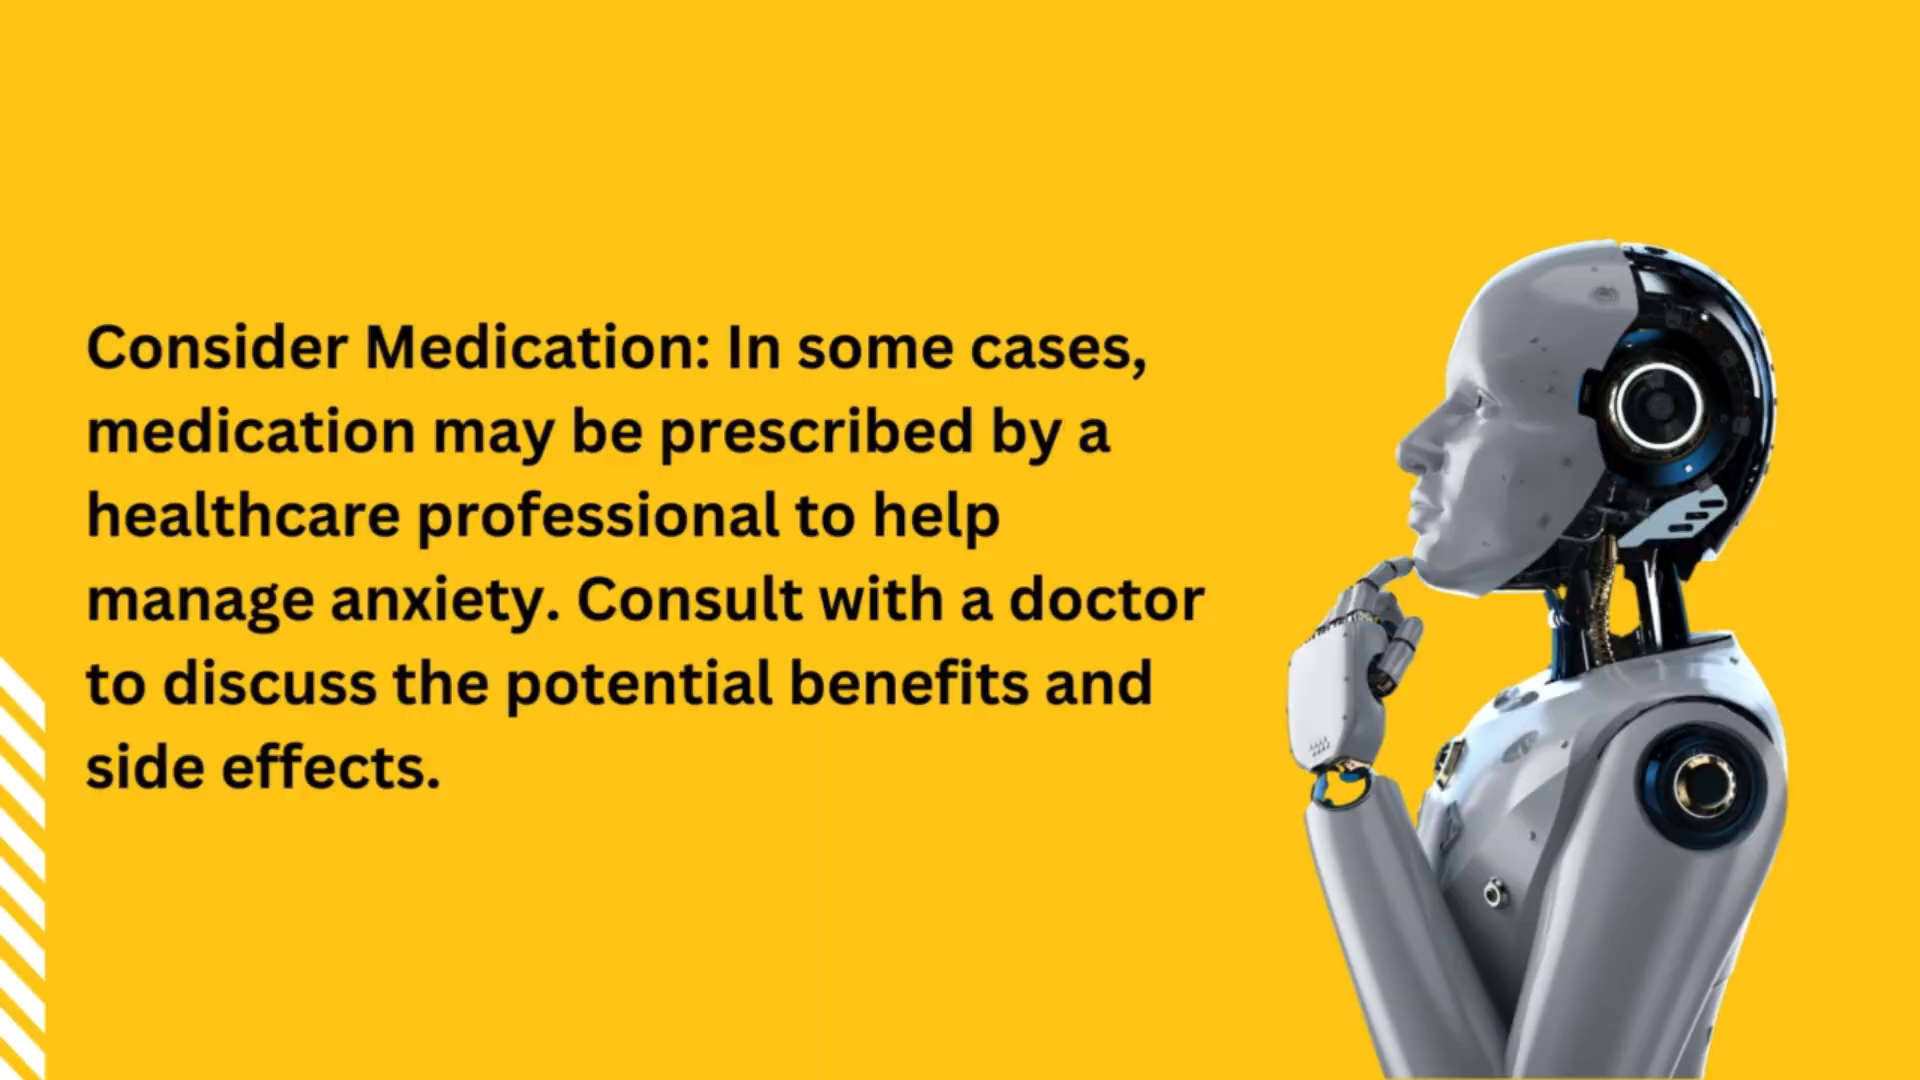 Consider Medication: In some cases,
medication may be prescribed by a
healthcare professional to help
manage anxiety. Consult with a doctor
to discuss the potential benefits and
side effects.